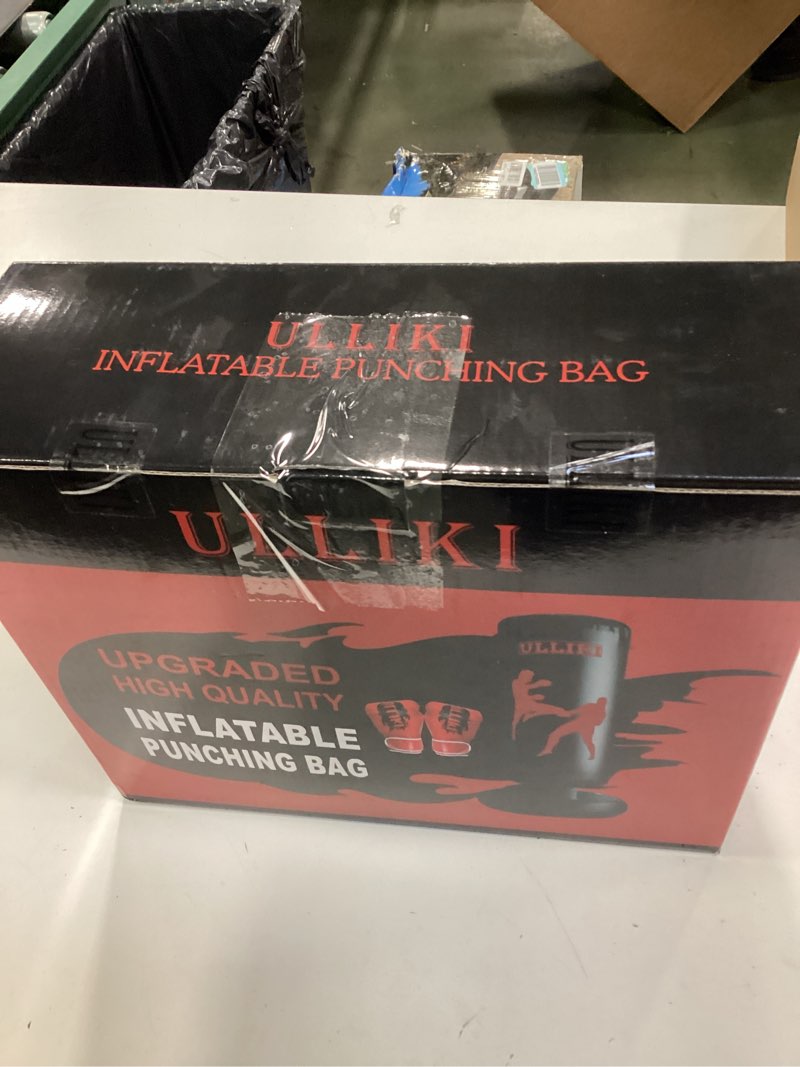 ULLIKI
INFLATABLE PUNCHING BAG
ULLIKI
UPGRADED
HIGH QUALITY
INFLATABLE
PUNCHING BAG
ULLIKI